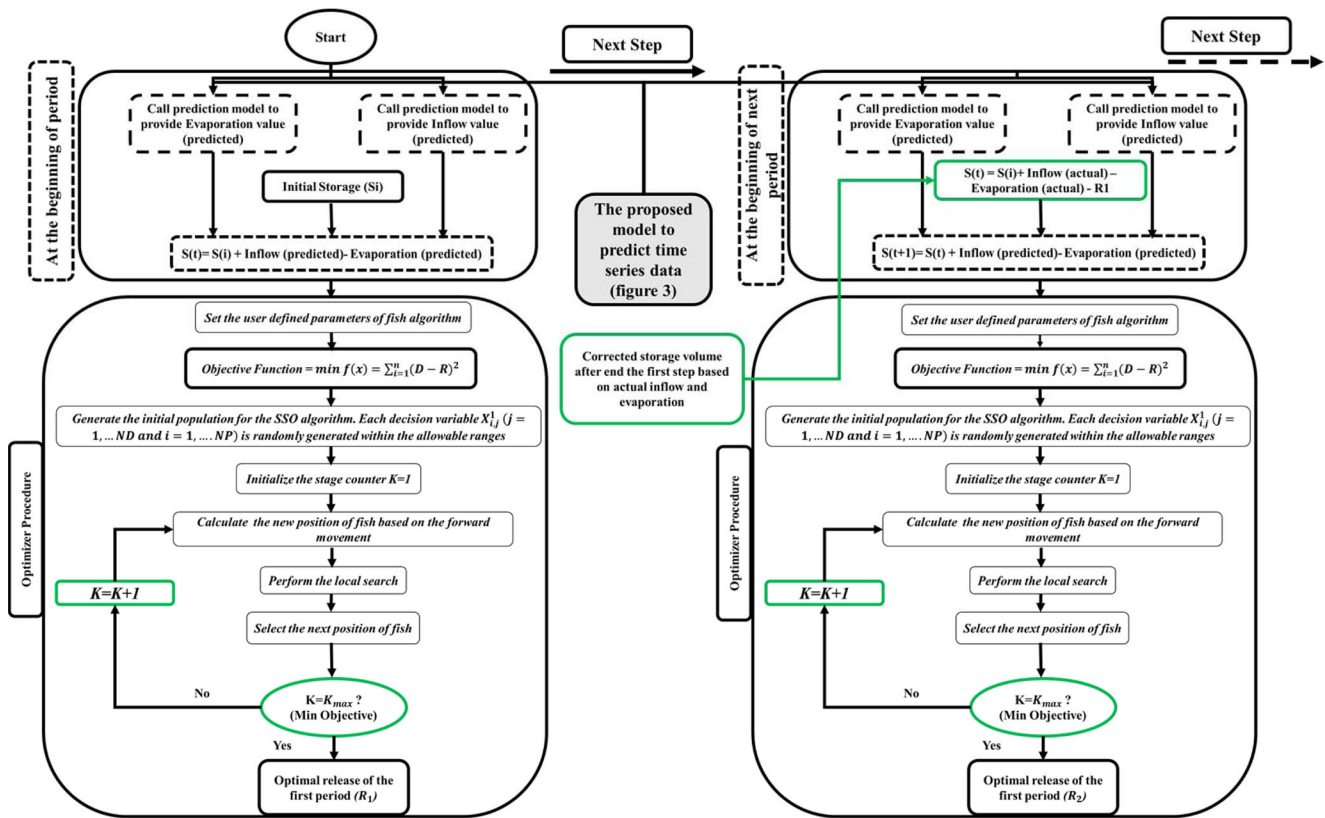 Start
Next Step
Next Step
At the beginning of period
Call prediction model to
provide Evaporation value
(predicted)
Call prediction model to
provide Inflow value
(predicted)
Initial Storage (Si)
S(t)= S(i) + Inflow (predicted)- Evaporation (predicted)
The proposed
model to
predict time
series data
(figure 3)
At the beginning of next
period
Call prediction model to
provide Evaporation value
(predicted)
Call prediction model to
provide Inflow value
(predicted)
S(t) = S(i)+ Inflow (actual) –
Evaporation (actual) - R1
S(t+1)= S(t) + Inflow (predicted)- Evaporation (predicted)
Corrected storage volume
after end the first step based
on actual inflow and
evaporation
Optimizer Procedure
Set the user defined parameters of fish algorithm
Objective Function = min f(x) = ∑ⁿᵢ₌₁(D − R)²
Generate the initial population for the SSO algorithm. Each decision variable X¹ᵢ,ⱼ (j =
1, … ND and i = 1, … . NP) is randomly generated within the allowable ranges
Initialize the stage counter K=1
Calculate the new position of fish based on the forward
movement
Perform the local search
K=K+1
Select the next position of fish
No
K=Kₘₐₓ ?
(Min Objective)
Yes
Optimal release of the
first period (R₁)
Optimizer Procedure
Set the user defined parameters of fish algorithm
Objective Function = min f(x) = ∑ⁿᵢ₌₁(D − R)²
Generate the initial population for the SSO algorithm. Each decision variable X¹ᵢ,ⱼ (j =
1, … ND and i = 1, … . NP) is randomly generated within the allowable ranges
Initialize the stage counter K=1
Calculate the new position of fish based on the forward
movement
Perform the local search
K=K+1
Select the next position of fish
No
K=Kₘₐₓ ?
(Min Objective)
Yes
Optimal release of the
first period (R₂)